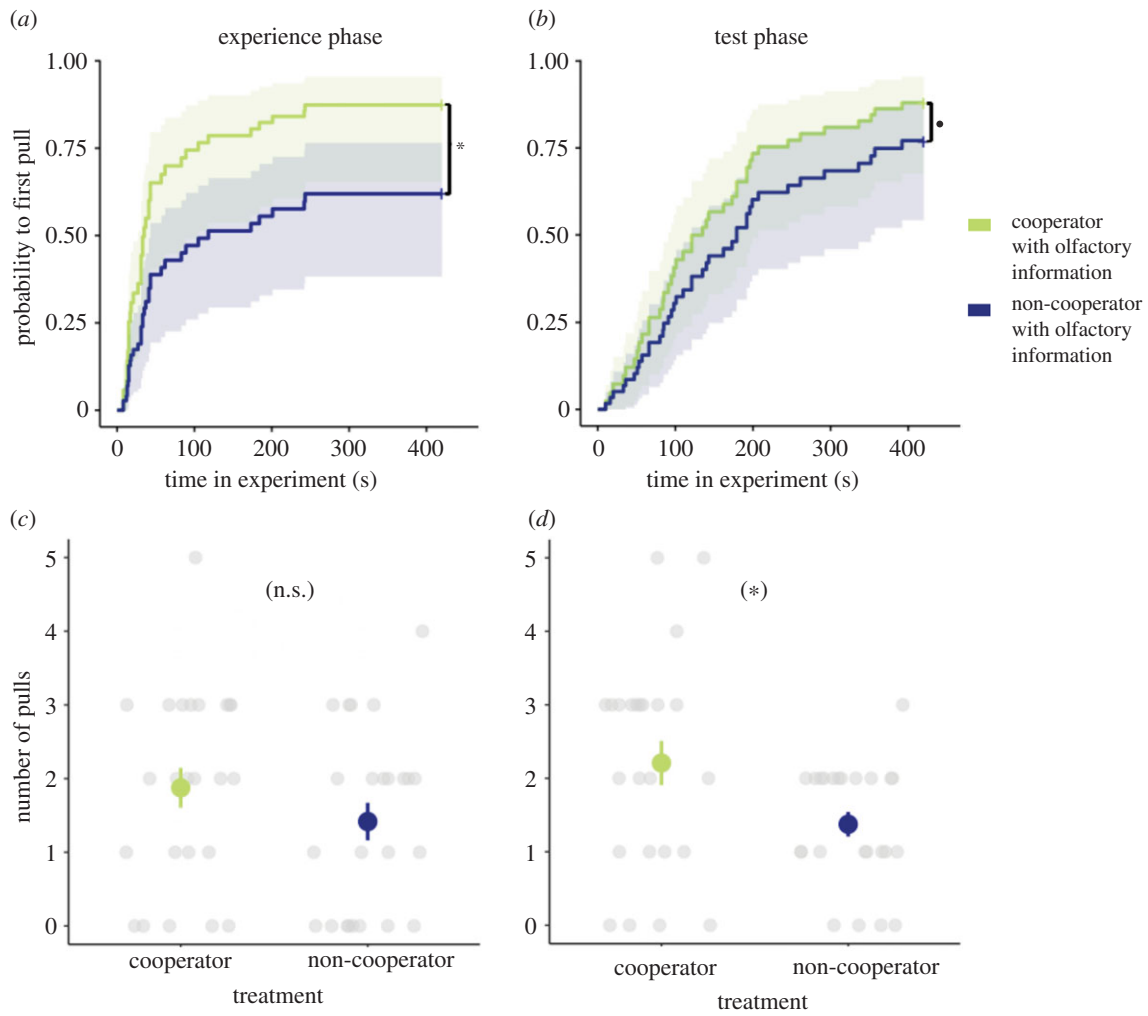 (a)
experience phase
1.00
0.75
0.50
0.25
0
probability to first pull
*
0 100 200 300 400
time in experiment (s)
(b)
test phase
1.00
0.75
0.50
0.25
0
•
0 100 200 300 400
time in experiment (s)
cooperator
with olfactory
information
non-cooperator
with olfactory
information
(c)
5
4
3
2
1
0
number of pulls
(n.s.)
cooperator non-cooperator
treatment
(d)
5
4
3
2
1
0
(*)
cooperator non-cooperator
treatment